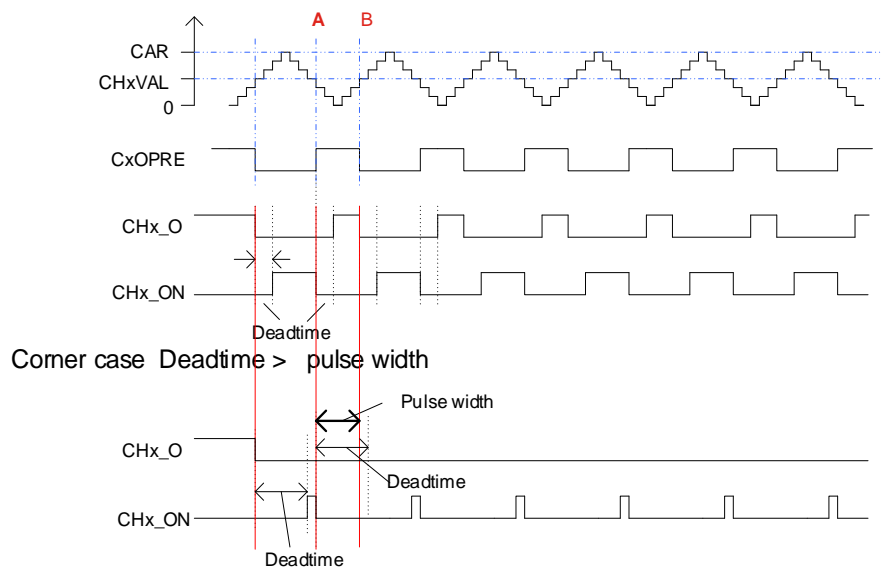 A B
CAR
CHxVAL
0
CxOPRE
CHx_O
CHx_ON
Deadtime
Corner case Deadtime > pulse width
Pulse width
CHx_O
Deadtime
CHx_ON
Deadtime